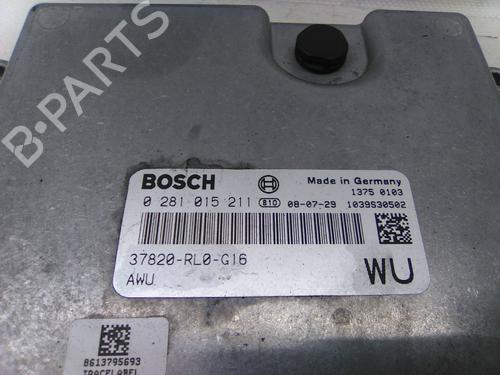 B-PARTS
BOSCH
Made in Germany
1375 0103
0 281 015 211 810 08-07-29 1039S30502
37820-RL0-G16
AWU
WU
8613795693
TRACELABEL